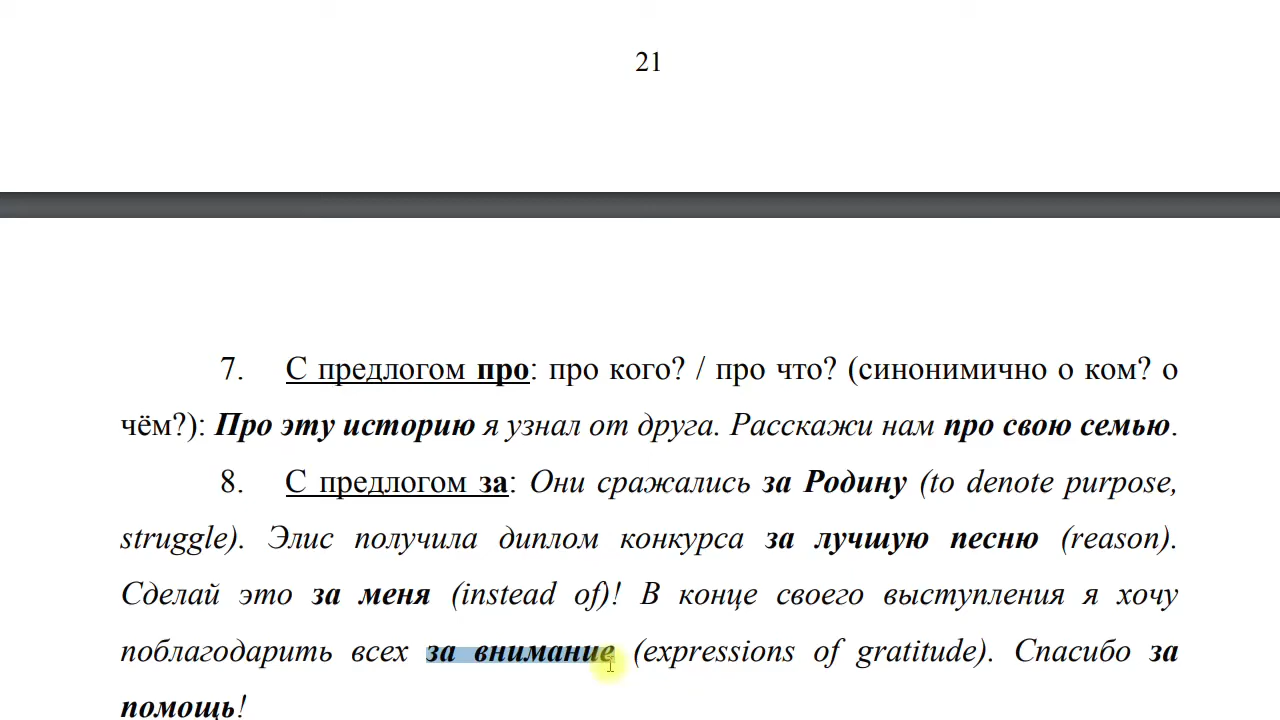 21
7. С предлогом про: про кого? / про что? (синонимично о ком? о
чём?): Про эту историю я узнал от друга. Расскажи нам про свою семью.
8. С предлогом за: Они сражались за Родину (to denote purpose,
struggle). Элис получила диплом конкурса за лучшую песню (reason).
Сделай это за меня (instead of)! В конце своего выступления я хочу
поблагодарить всех за внимание (expressions of gratitude). Спасибо за
помощь!